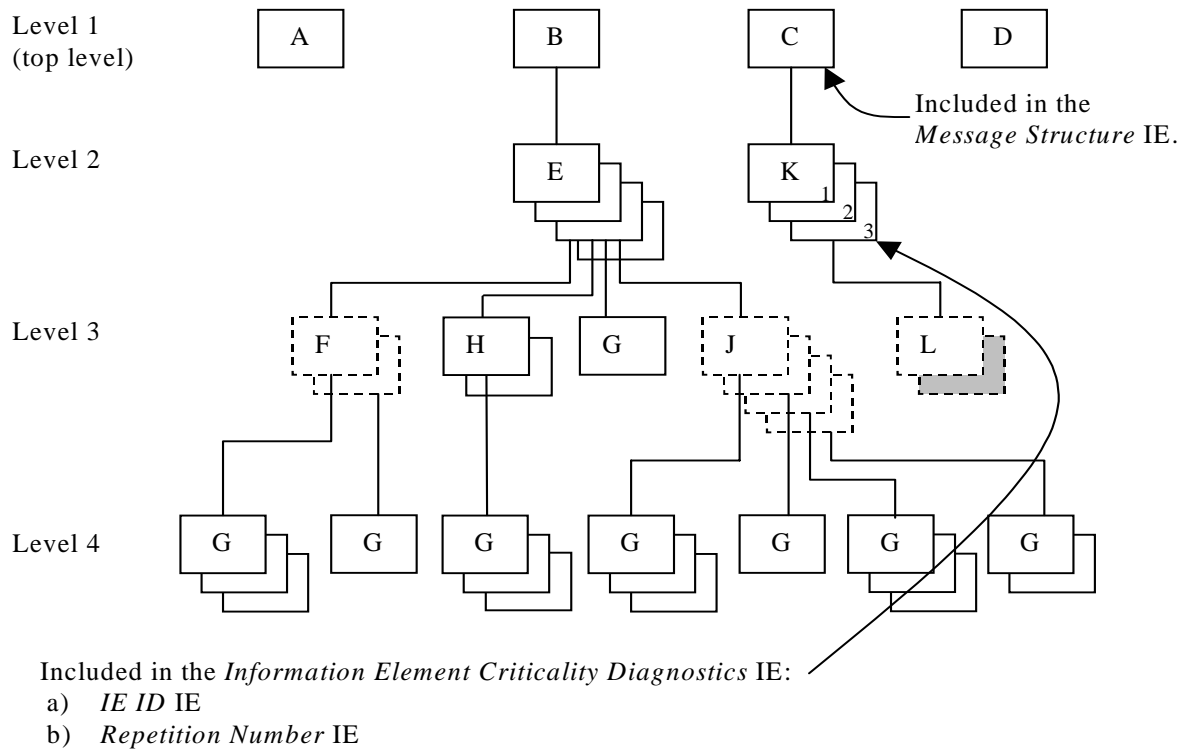 Level 1
(top level)
A
B
C
D
Included in the
Message Structure IE.
Level 2
E
K
1
2
3
Level 3
F
H
G
J
L
Level 4
G
G
G
G
G
G
G
Included in the Information Element Criticality Diagnostics IE:
a) IE ID IE
b) Repetition Number IE